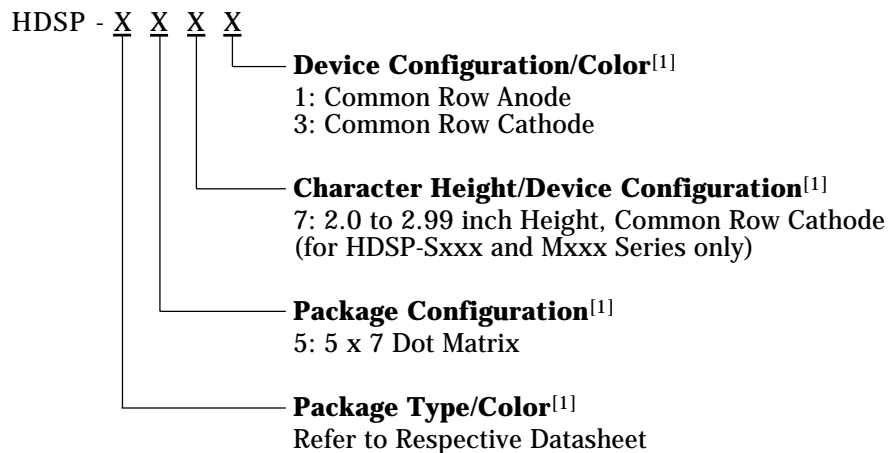 HDSP - X X X X
Device Configuration/Color[1]
1: Common Row Anode
3: Common Row Cathode
Character Height/Device Configuration[1]
7: 2.0 to 2.99 inch Height, Common Row Cathode
(for HDSP-Sxxx and Mxxx Series only)
Package Configuration[1]
5: 5 x 7 Dot Matrix
Package Type/Color[1]
Refer to Respective Datasheet